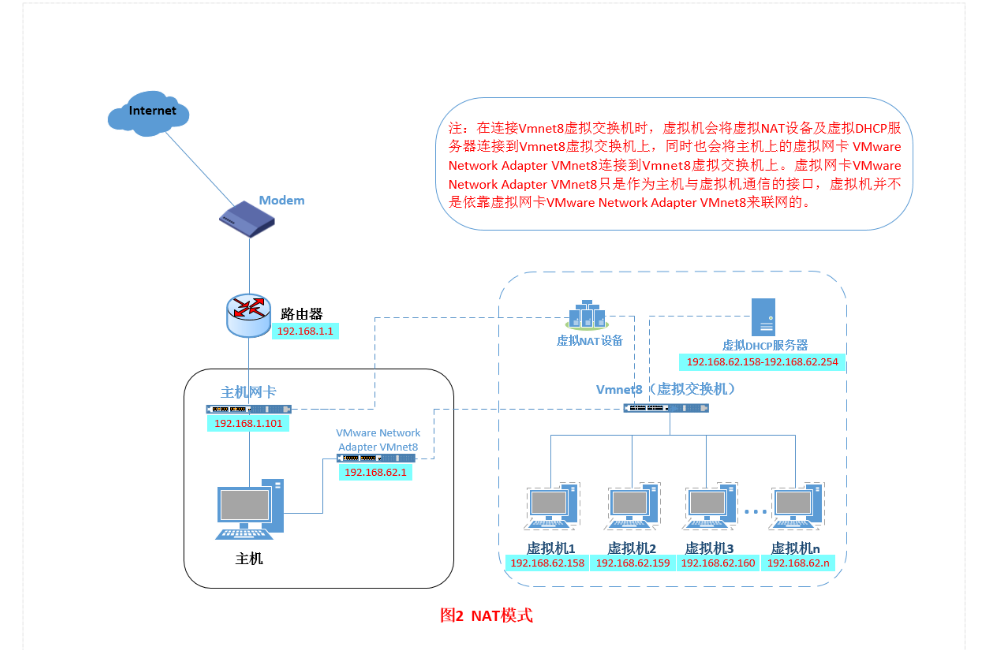 Internet
注：在连接Vmnet8虚拟交换机时，虚拟机会将虚拟NAT设备及虚拟DHCP服
务器连接到Vmnet8虚拟交换机上，同时也会将主机上的虚拟网卡 VMware
Network Adapter VMnet8连接到Vmnet8虚拟交换机上。虚拟网卡VMware
Network Adapter VMnet8只是作为主机与虚拟机通信的接口，虚拟机并不
是依靠虚拟网卡VMware Network Adapter VMnet8来联网的。
Modem
路由器
192.168.1.1
虚拟NAT设备
虚拟DHCP服务器
192.168.62.158-192.168.62.254
主机网卡
192.168.1.101
Vmnet8（虚拟交换机）
VMware Network
Adapter VMnet8
192.168.62.1
主机
虚拟机1
192.168.62.158
虚拟机2
192.168.62.159
虚拟机3
192.168.62.160
虚拟机n
192.168.62.n
图2 NAT模式